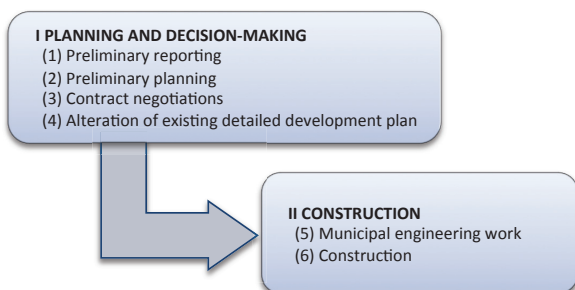 I PLANNING AND DECISION-MAKING
(1) Preliminary reporting
(2) Preliminary planning
(3) Contract negotiations
(4) Alteration of existing detailed development plan
II CONSTRUCTION
(5) Municipal engineering work
(6) Construction